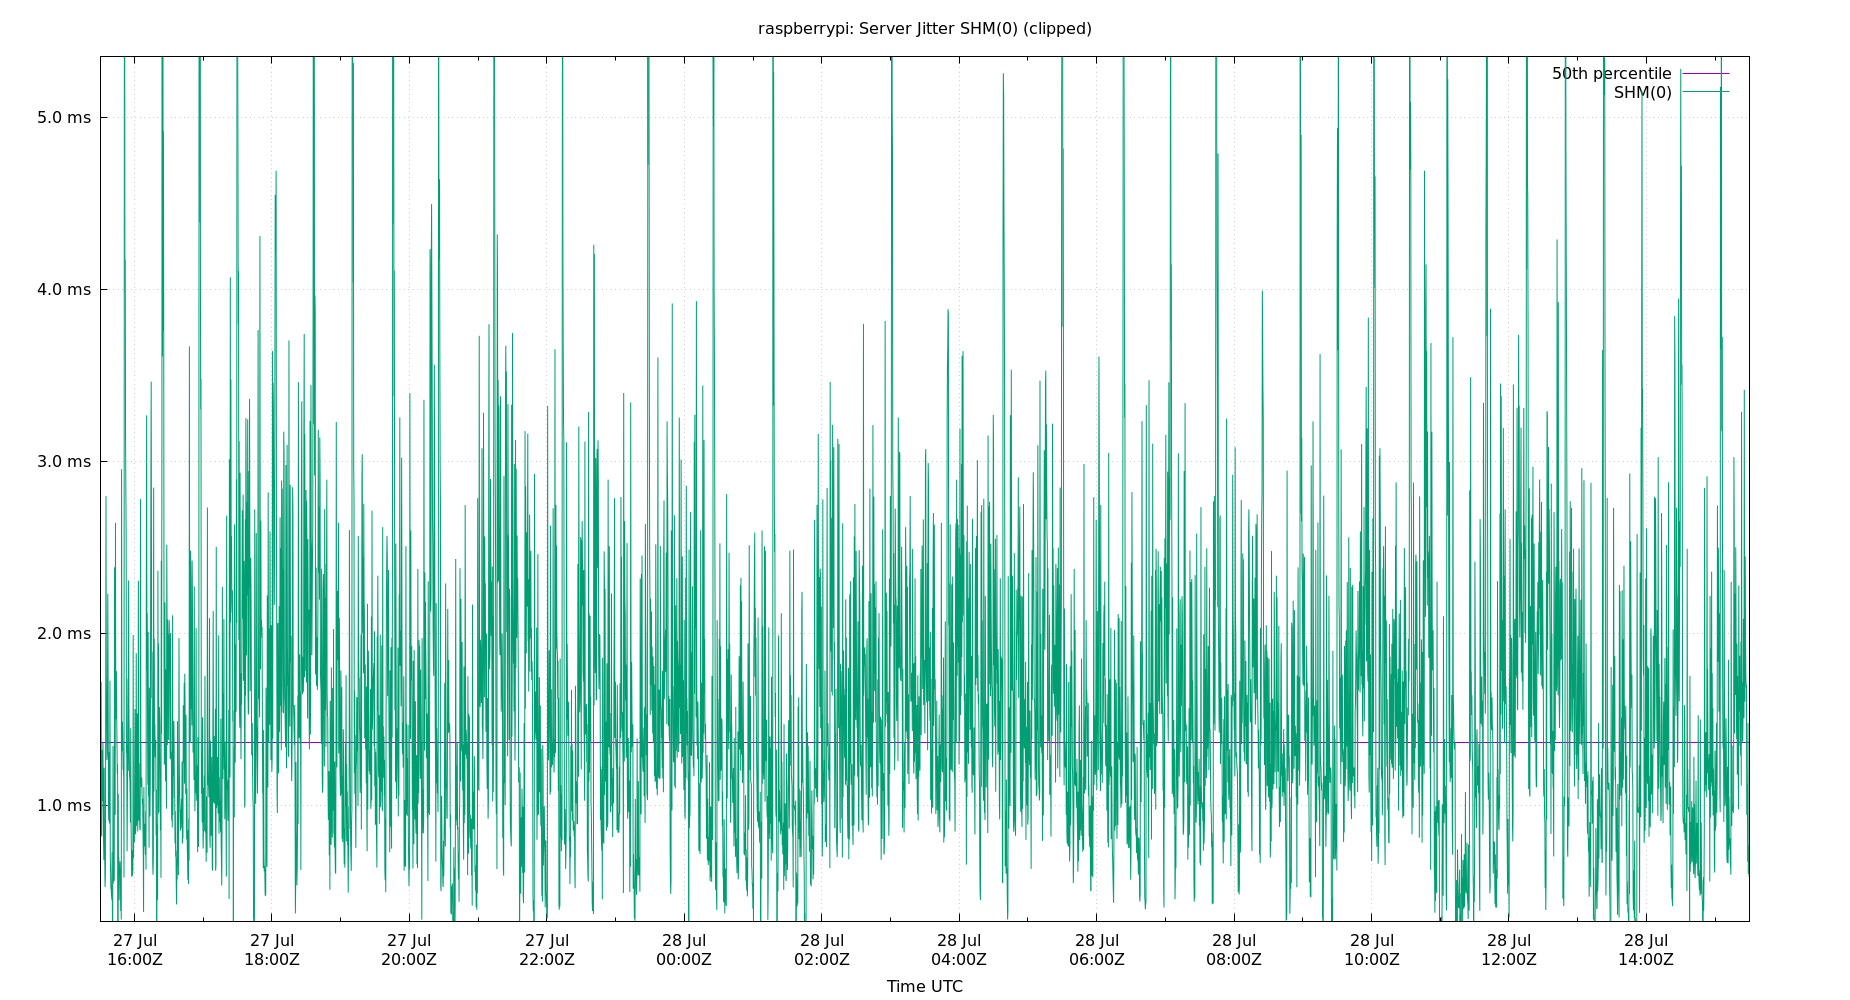 raspberrypi: Server Jitter SHM(0) (clipped)
50th percentile
SHM(0)
5.0 ms
4.0 ms
3.0 ms
2.0 ms
1.0 ms
27 Jul 27 Jul 27 Jul 27 Jul 28 Jul 28 Jul 28 Jul 28 Jul 28 Jul 28 Jul 28 Jul 28 Jul
16:00Z 18:00Z 20:00Z 22:00Z 00:00Z 02:00Z 04:00Z 06:00Z 08:00Z 10:00Z 12:00Z 14:00Z
Time UTC